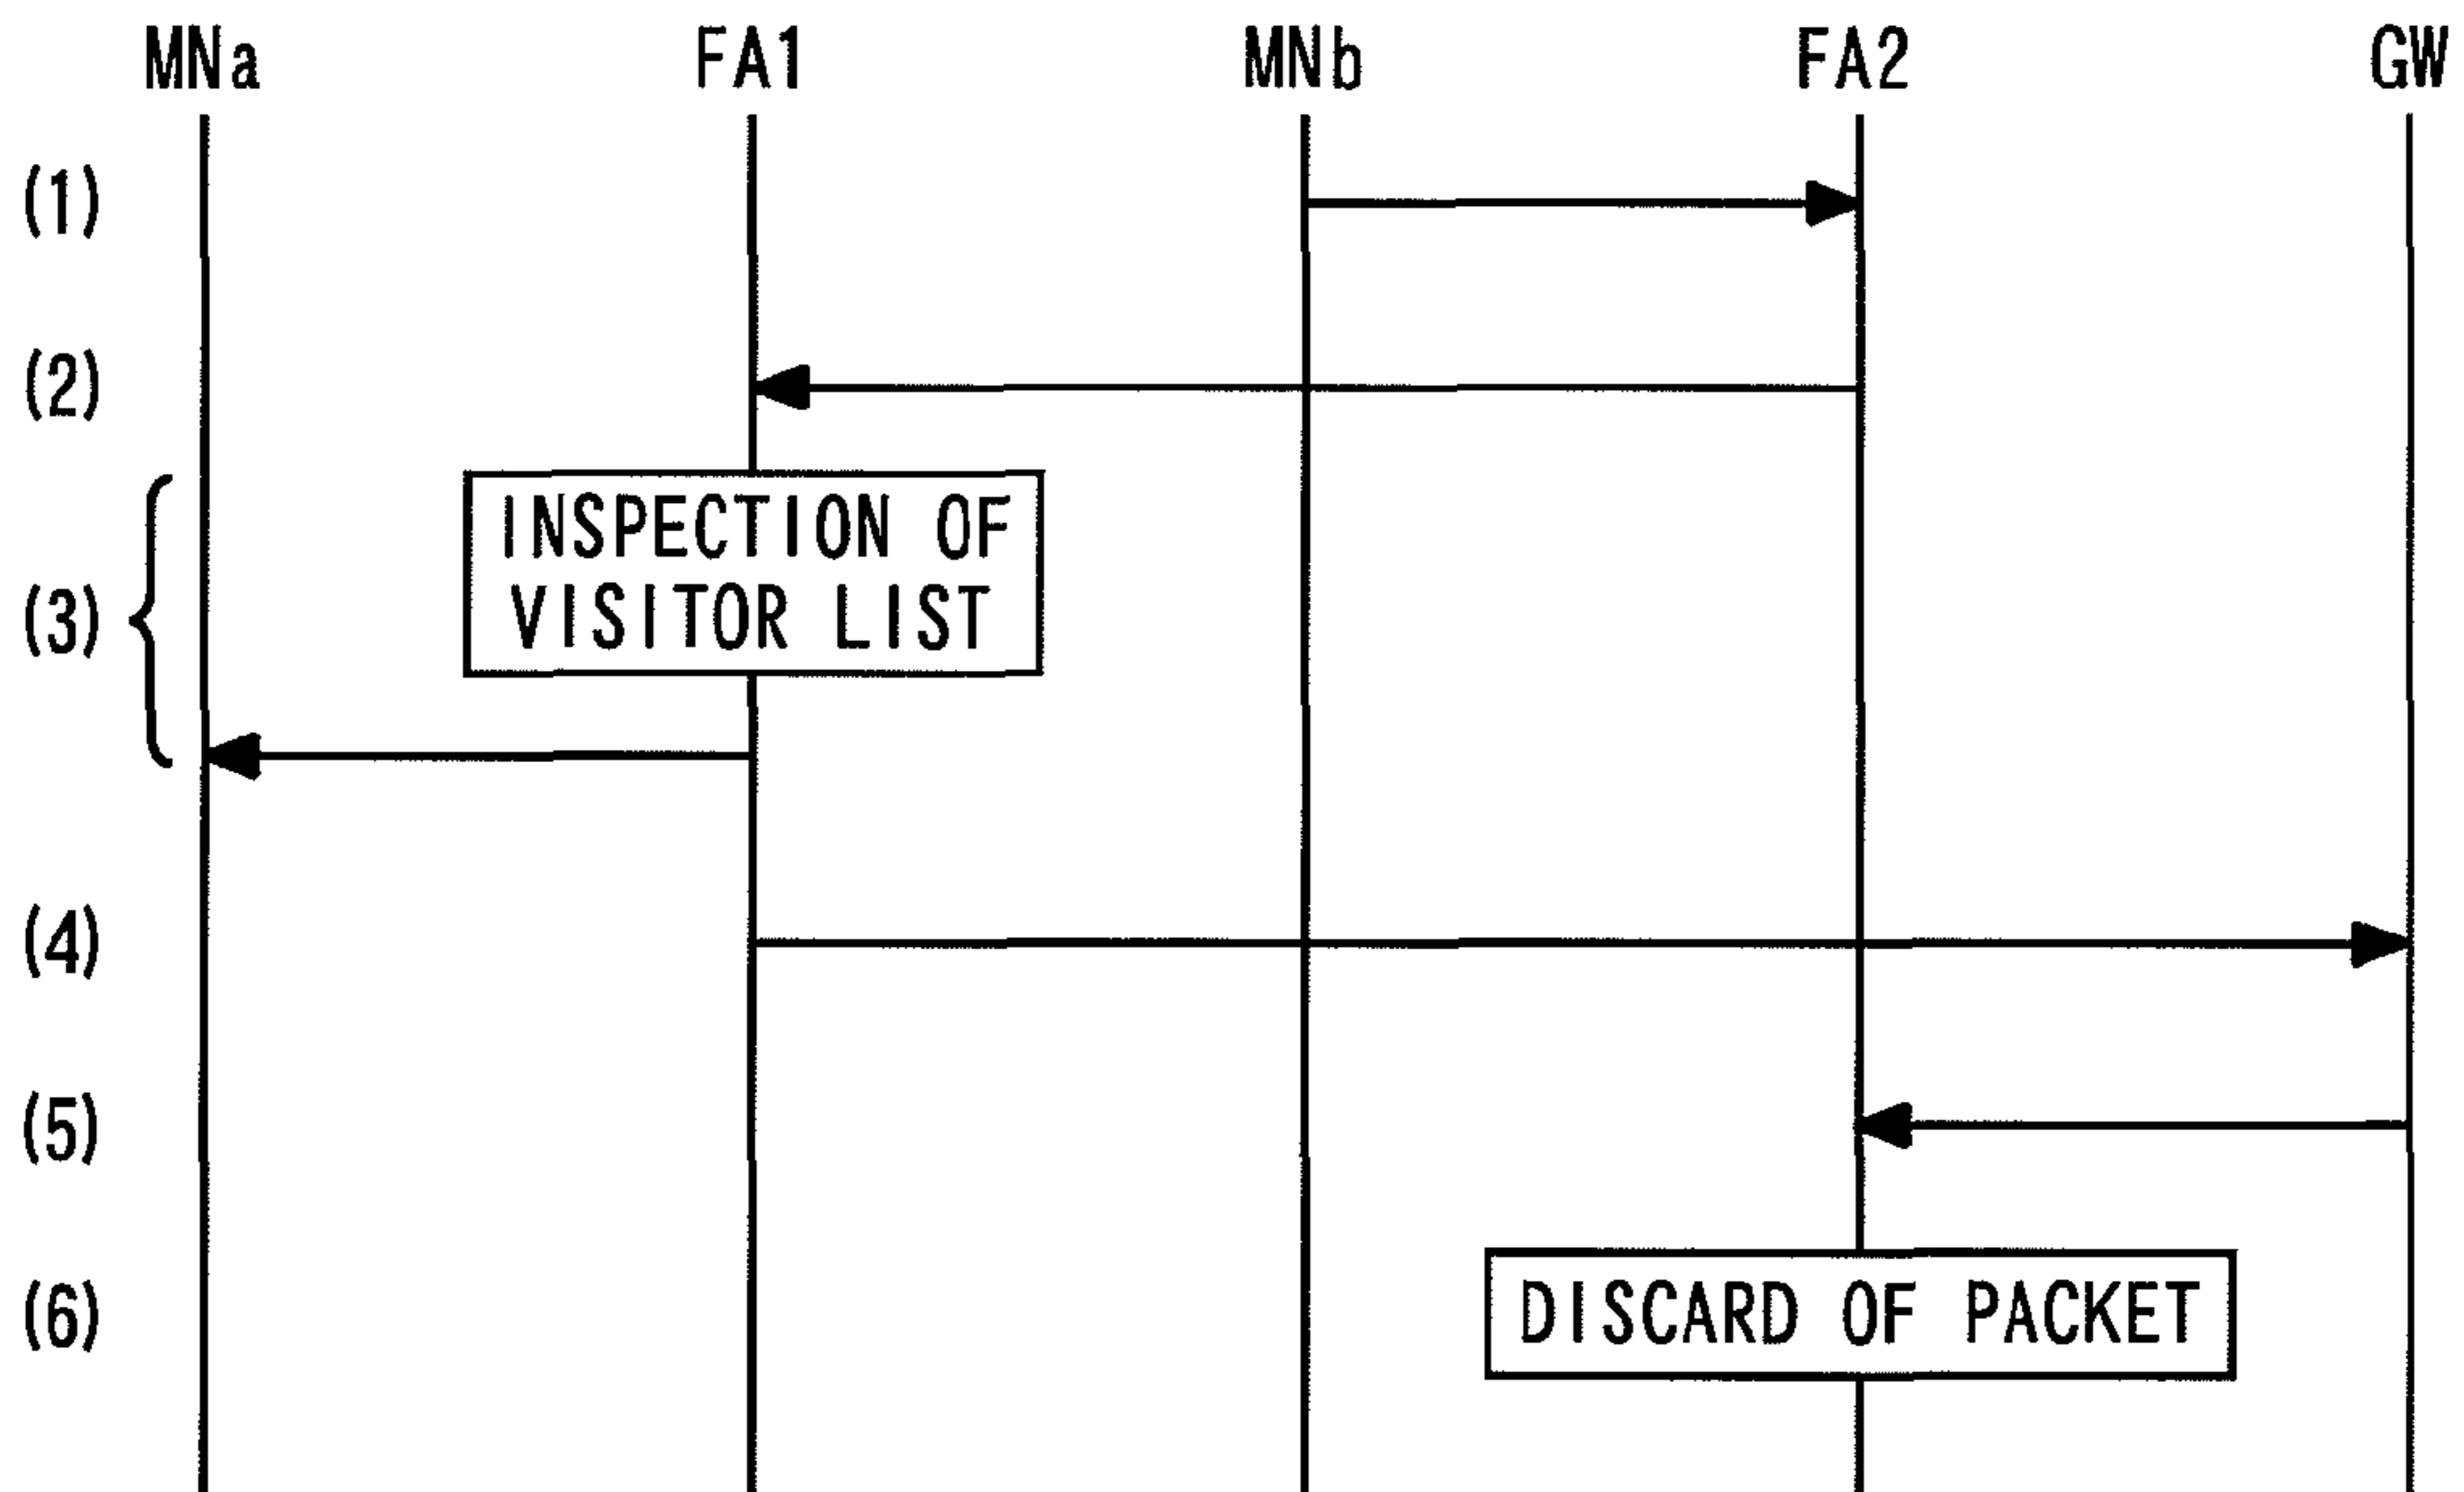 MNa FA1 MNb FA2 GW
(1)
(2)
INSPECTION OF
VISITOR LIST
(3)
(4)
(5)
(6) DISCARD OF PACKET